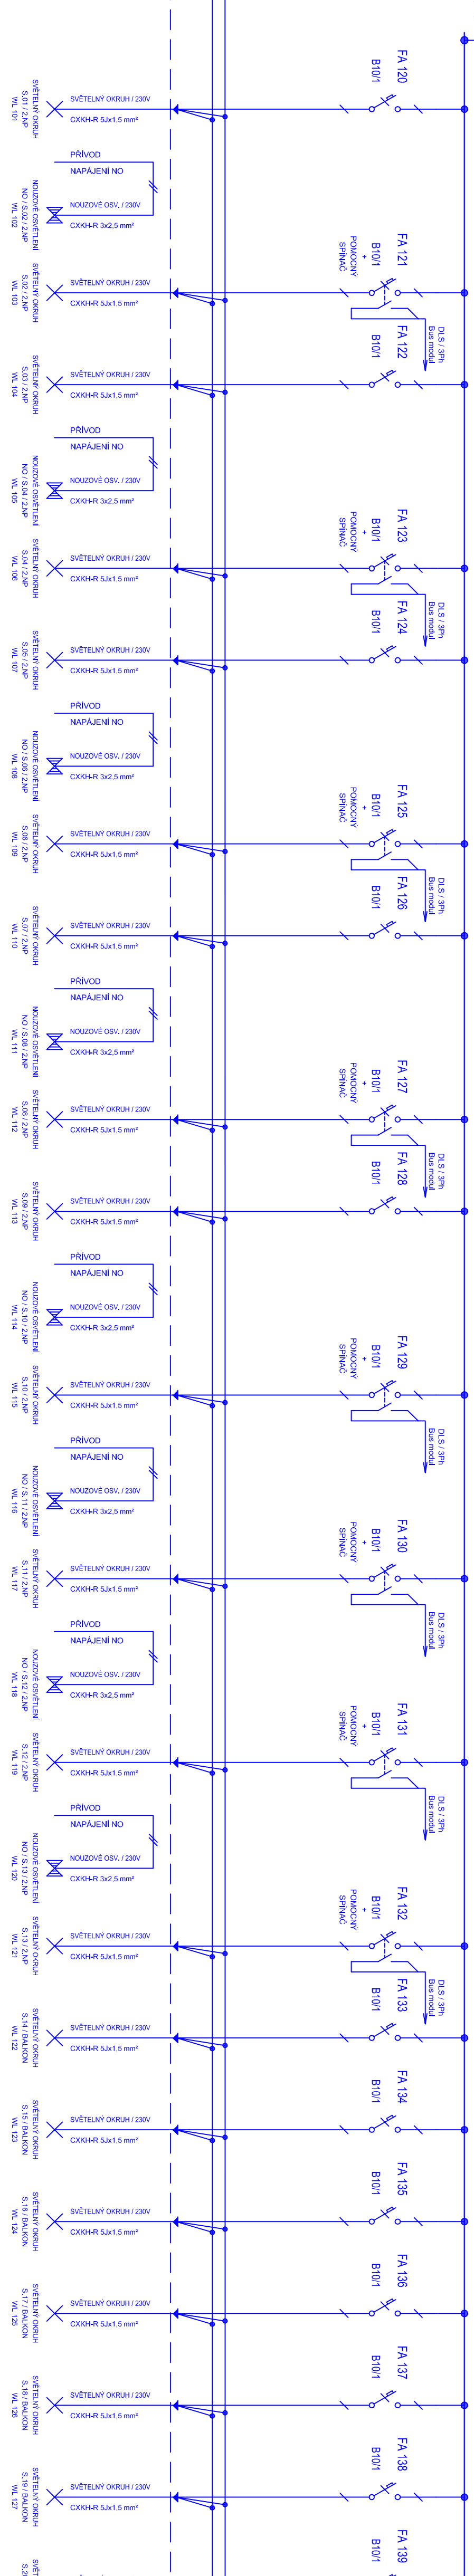 FA 120
B10/1
SVĚTELNÝ OKRUH / 230V
CXKH-R 5Jx1,5 mm²
SVĚTELNÝ OKRUH
S.01 / 2.NP
WL 101
PŘÍVOD
NAPÁJENÍ NO
NOUZOVÉ OSV. / 230V
CXKH-R 3x2,5 mm²
NOUZOVÉ OSVĚTLENÍ
NO / S.02 / 2.NP
WL 102
FA 121
B10/1
+
POMOCNÝ
SPÍNAČ
DLS / 3Ph
Bus modul
SVĚTELNÝ OKRUH / 230V
CXKH-R 5Jx1,5 mm²
SVĚTELNÝ OKRUH
S.02 / 2.NP
WL 103
FA 122
B10/1
SVĚTELNÝ OKRUH / 230V
CXKH-R 5Jx1,5 mm²
SVĚTELNÝ OKRUH
S.03 / 2.NP
WL 104
PŘÍVOD
NAPÁJENÍ NO
NOUZOVÉ OSV. / 230V
CXKH-R 3x2,5 mm²
NOUZOVÉ OSVĚTLENÍ
NO / S.04 / 2.NP
WL 105
FA 123
B10/1
+
POMOCNÝ
SPÍNAČ
DLS / 3Ph
Bus modul
SVĚTELNÝ OKRUH / 230V
CXKH-R 5Jx1,5 mm²
SVĚTELNÝ OKRUH
S.04 / 2.NP
WL 106
FA 124
B10/1
SVĚTELNÝ OKRUH / 230V
CXKH-R 5Jx1,5 mm²
SVĚTELNÝ OKRUH
S.05 / 2.NP
WL 107
PŘÍVOD
NAPÁJENÍ NO
NOUZOVÉ OSV. / 230V
CXKH-R 3x2,5 mm²
NOUZOVÉ OSVĚTLENÍ
NO / S.06 / 2.NP
WL 108
FA 125
B10/1
+
POMOCNÝ
SPÍNAČ
DLS / 3Ph
Bus modul
SVĚTELNÝ OKRUH / 230V
CXKH-R 5Jx1,5 mm²
SVĚTELNÝ OKRUH
S.06 / 2.NP
WL 109
FA 126
B10/1
SVĚTELNÝ OKRUH / 230V
CXKH-R 5Jx1,5 mm²
SVĚTELNÝ OKRUH
S.07 / 2.NP
WL 110
PŘÍVOD
NAPÁJENÍ NO
NOUZOVÉ OSV. / 230V
CXKH-R 3x2,5 mm²
NOUZOVÉ OSVĚTLENÍ
NO / S.08 / 2.NP
WL 111
FA 127
B10/1
+
POMOCNÝ
SPÍNAČ
DLS / 3Ph
Bus modul
SVĚTELNÝ OKRUH / 230V
CXKH-R 5Jx1,5 mm²
SVĚTELNÝ OKRUH
S.08 / 2.NP
WL 112
FA 128
B10/1
SVĚTELNÝ OKRUH / 230V
CXKH-R 5Jx1,5 mm²
SVĚTELNÝ OKRUH
S.09 / 2.NP
WL 113
PŘÍVOD
NAPÁJENÍ NO
NOUZOVÉ OSV. / 230V
CXKH-R 3x2,5 mm²
NOUZOVÉ OSVĚTLENÍ
NO / S.10 / 2.NP
WL 114
FA 129
B10/1
+
POMOCNÝ
SPÍNAČ
DLS / 3Ph
Bus modul
SVĚTELNÝ OKRUH / 230V
CXKH-R 5Jx1,5 mm²
SVĚTELNÝ OKRUH
S.10 / 2.NP
WL 115
PŘÍVOD
NAPÁJENÍ NO
NOUZOVÉ OSV. / 230V
CXKH-R 3x2,5 mm²
NOUZOVÉ OSVĚTLENÍ
NO / S.11 / 2.NP
WL 116
FA 130
B10/1
+
POMOCNÝ
SPÍNAČ
DLS / 3Ph
Bus modul
SVĚTELNÝ OKRUH / 230V
CXKH-R 5Jx1,5 mm²
SVĚTELNÝ OKRUH
S.11 / 2.NP
WL 117
PŘÍVOD
NAPÁJENÍ NO
NOUZOVÉ OSV. / 230V
CXKH-R 3x2,5 mm²
NOUZOVÉ OSVĚTLENÍ
NO / S.12 / 2.NP
WL 118
FA 131
B10/1
+
POMOCNÝ
SPÍNAČ
DLS / 3Ph
Bus modul
SVĚTELNÝ OKRUH / 230V
CXKH-R 5Jx1,5 mm²
SVĚTELNÝ OKRUH
S.12 / 2.NP
WL 119
PŘÍVOD
NAPÁJENÍ NO
NOUZOVÉ OSV. / 230V
CXKH-R 3x2,5 mm²
NOUZOVÉ OSVĚTLENÍ
NO / S.13 / 2.NP
WL 120
FA 132
B10/1
+
POMOCNÝ
SPÍNAČ
DLS / 3Ph
Bus modul
SVĚTELNÝ OKRUH / 230V
CXKH-R 5Jx1,5 mm²
SVĚTELNÝ OKRUH
S.13 / 2.NP
WL 121
FA 133
B10/1
SVĚTELNÝ OKRUH / 230V
CXKH-R 5Jx1,5 mm²
SVĚTELNÝ OKRUH
S.14 / BALKON
WL 122
FA 134
B10/1
SVĚTELNÝ OKRUH / 230V
CXKH-R 5Jx1,5 mm²
SVĚTELNÝ OKRUH
S.15 / BALKON
WL 123
FA 135
B10/1
SVĚTELNÝ OKRUH / 230V
CXKH-R 5Jx1,5 mm²
SVĚTELNÝ OKRUH
S.16 / BALKON
WL 124
FA 136
B10/1
SVĚTELNÝ OKRUH / 230V
CXKH-R 5Jx1,5 mm²
SVĚTELNÝ OKRUH
S.17 / BALKON
WL 125
FA 137
B10/1
SVĚTELNÝ OKRUH / 230V
CXKH-R 5Jx1,5 mm²
SVĚTELNÝ OKRUH
S.18 / BALKON
WL 126
FA 138
B10/1
SVĚTELNÝ OKRUH / 230V
CXKH-R 5Jx1,5 mm²
SVĚTELNÝ OKRUH
S.19 / BALKON
WL 127
FA 139
B10/1